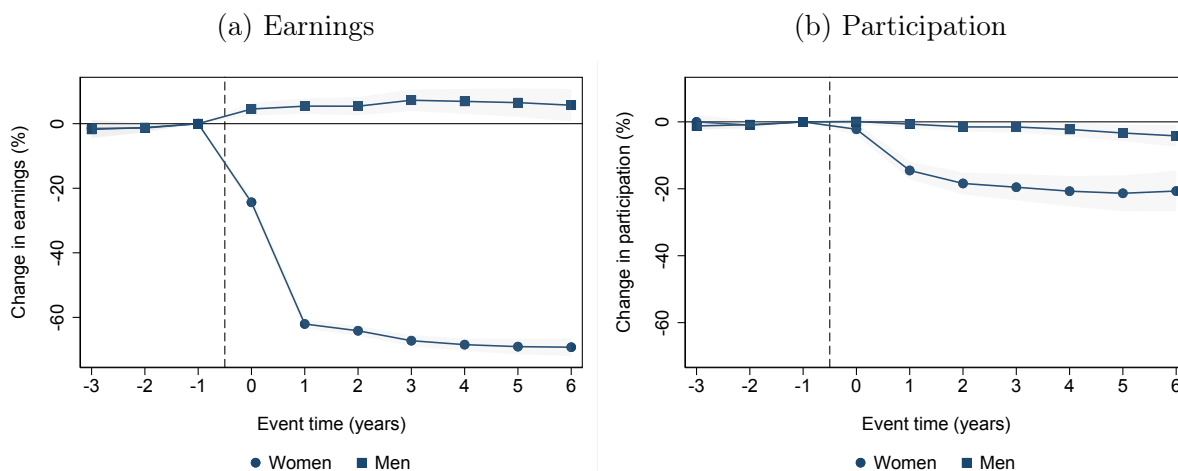 (a) Earnings
Change in earnings (%)
0
-20
-40
-60
-3 -2 -1 0 1 2 3 4 5 6
Event time (years)
Women Men
(b) Participation
Change in participation (%)
0
-20
-40
-60
-3 -2 -1 0 1 2 3 4 5 6
Event time (years)
Women Men